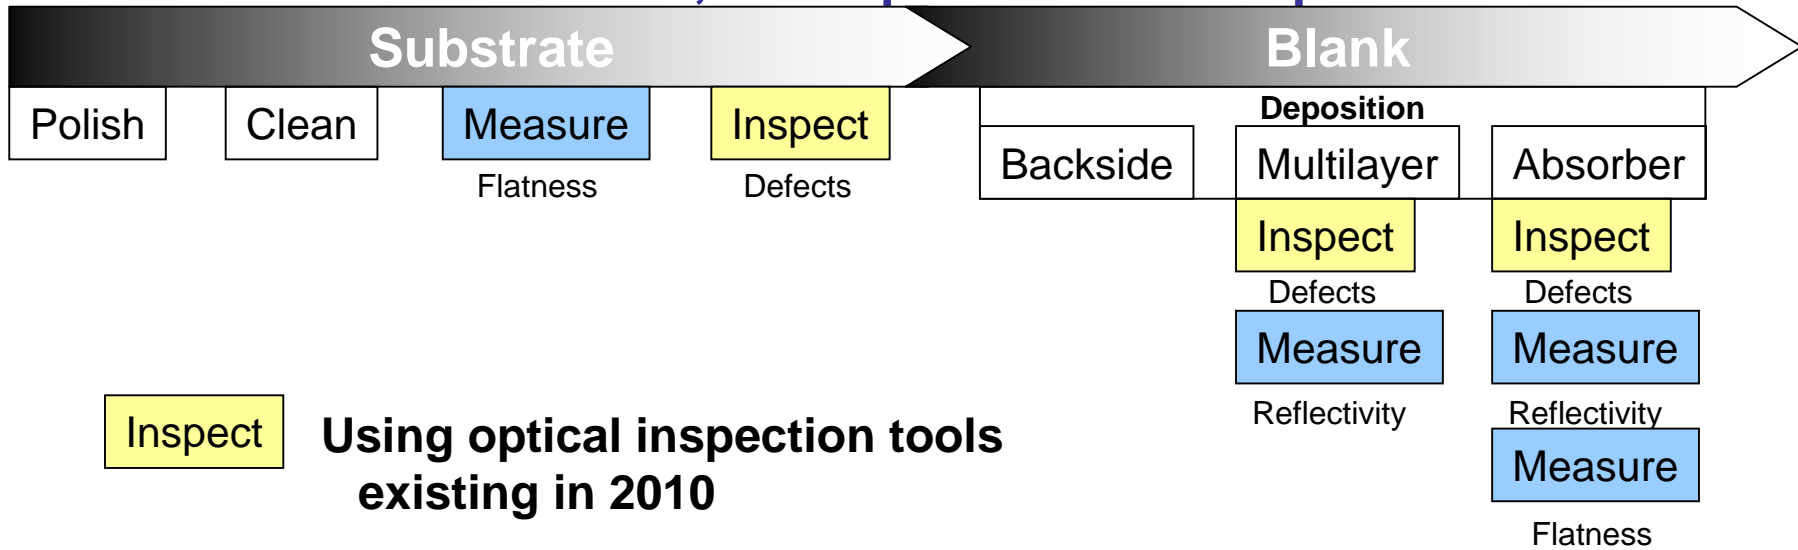 Substrate
Blank
Polish
Clean
Measure
Flatness
Inspect
Defects
Deposition
Backside
Multilayer
Absorber
Inspect
Defects
Measure
Reflectivity
Inspect
Defects
Measure
Reflectivity
Measure
Flatness
Inspect
Using optical inspection tools
existing in 2010